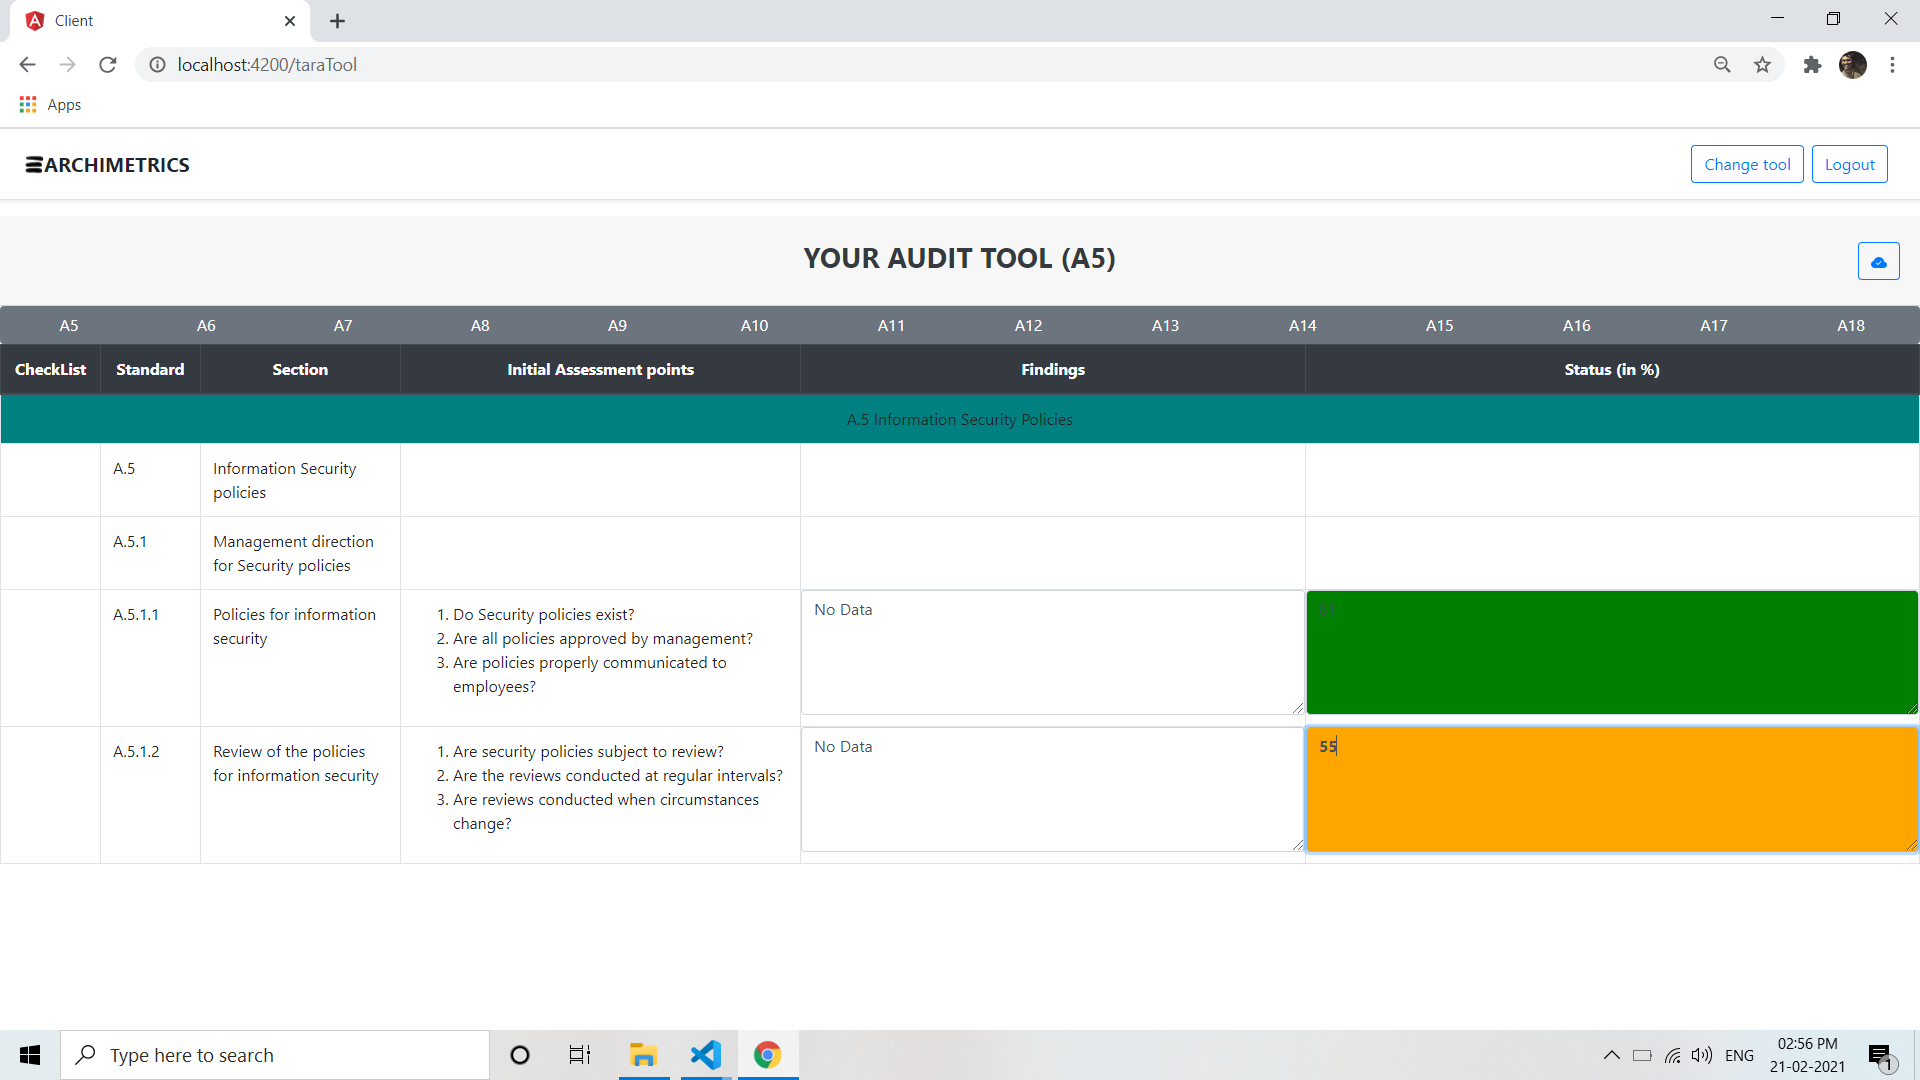 Client
localhost:4200/taraTool
Apps
ARCHIMETRICS
Change tool
Logout
YOUR AUDIT TOOL (A5)
A5 A6 A7 A8 A9 A10 A11 A12 A13 A14 A15 A16 A17 A18
CheckList Standard Section Initial Assessment points Findings Status (in %)
A.5 Information Security Policies
A.5
Information Security
policies
A.5.1
Management direction
for Security policies
A.5.1.1
Policies for information
security
1. Do Security policies exist?
2. Are all policies approved by management?
3. Are policies properly communicated to
employees?
No Data
A.5.1.2
Review of the policies
for information security
1. Are security policies subject to review?
2. Are the reviews conducted at regular intervals?
3. Are reviews conducted when circumstances
change?
No Data
55
Type here to search
ENG
02:56 PM
21-02-2021
1